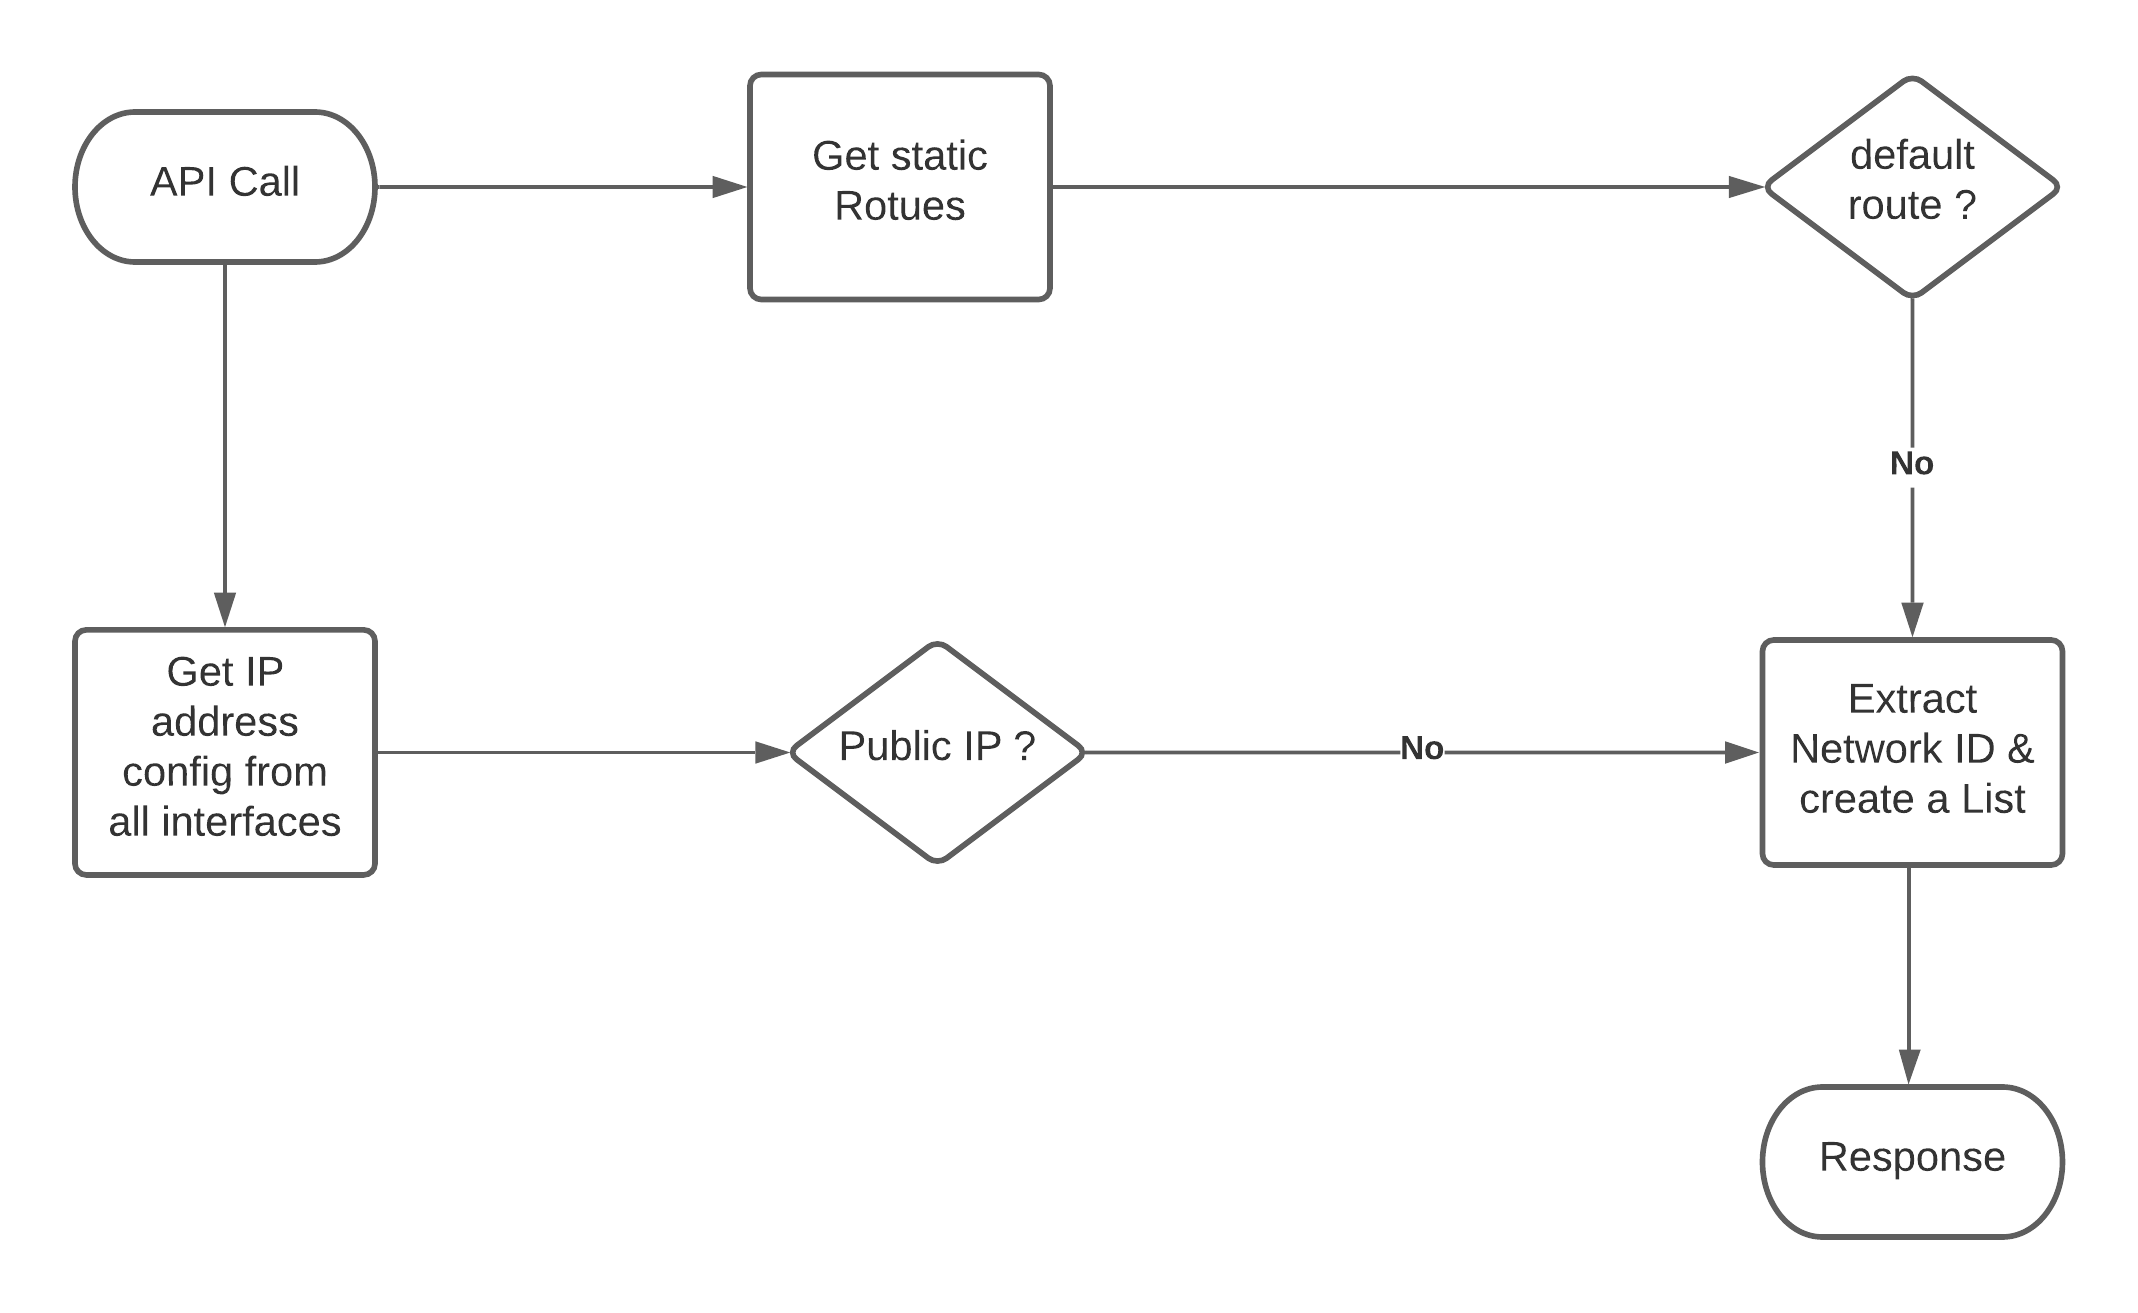 API Call
Get static
Rotues
default
route ?
No
Get IP
address
config from
all interfaces
Public IP ?
No
Extract
Network ID &
create a List
Response